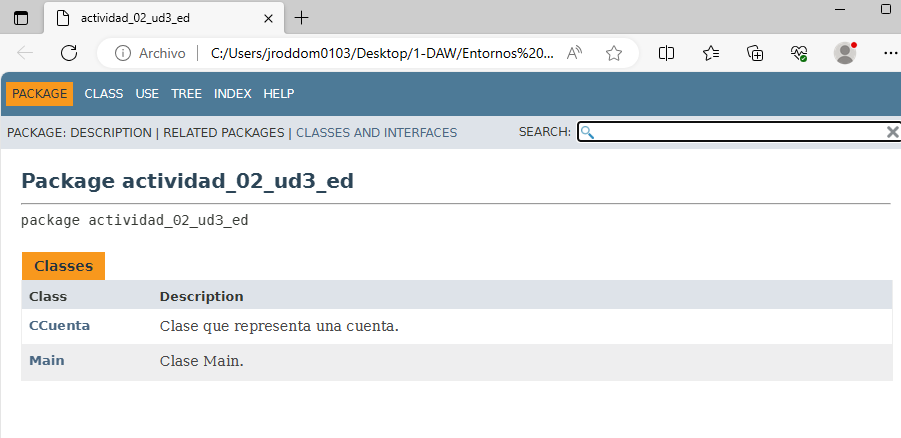 actividad_02_ud3_ed
Archivo C:/Users/jroddom0103/Desktop/1-DAW/Entornos%20...
PACKAGE CLASS USE TREE INDEX HELP
PACKAGE: DESCRIPTION | RELATED PACKAGES | CLASSES AND INTERFACES SEARCH:
Package actividad_02_ud3_ed
package actividad_02_ud3_ed
Classes
Class Description
CCuenta Clase que representa una cuenta.
Main Clase Main.